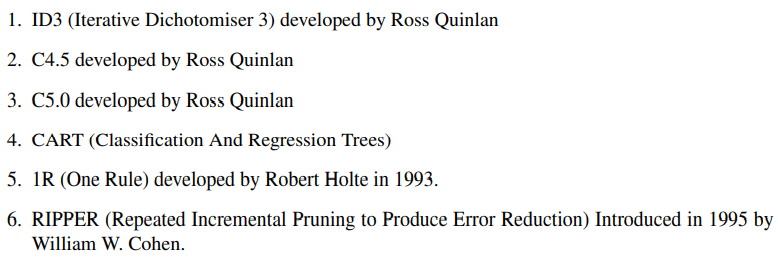 1. ID3 (Iterative Dichotomiser 3) developed by Ross Quinlan
2. C4.5 developed by Ross Quinlan
3. C5.0 developed by Ross Quinlan
4. CART (Classification And Regression Trees)
5. 1R (One Rule) developed by Robert Holte in 1993.
6. RIPPER (Repeated Incremental Pruning to Produce Error Reduction) Introduced in 1995 by
William W. Cohen.